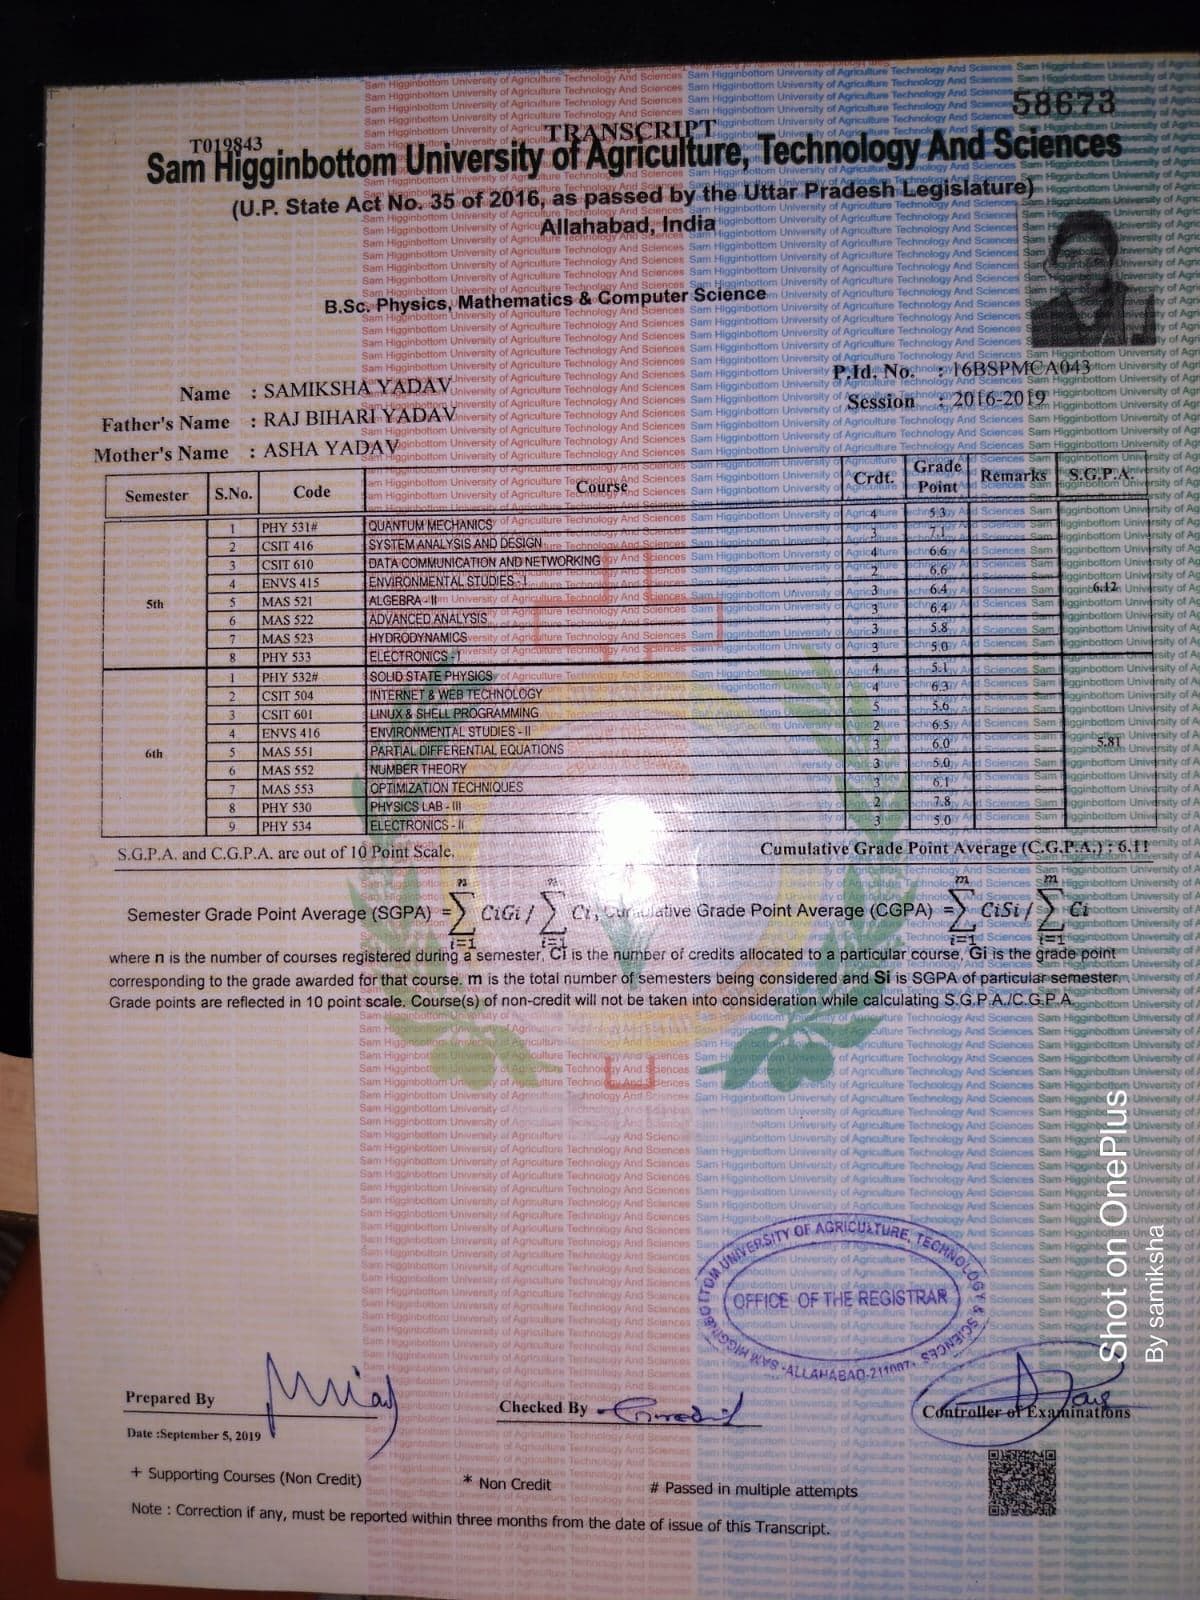 58673
T019843
TRANSCRIPT
Sam Higginbottom University of Agriculture, Technology And Sciences
(U.P. State Act No. 35 of 2016, as passed by the Uttar Pradesh Legislature)
Allahabad, India
B.Sc. Physics, Mathematics & Computer Science
P.Id. No. : 16BSPMCA043
Name : SAMIKSHA YADAV
Session : 2016-2019
Father's Name : RAJ BIHARI YADAV
Mother's Name : ASHA YADAV
Semester S.No. Code Course Crdt. Grade Point Remarks S.G.P.A.
5th 6.12
1 PHY 531# QUANTUM MECHANICS 4 5.3
2 CSIT 416 SYSTEM ANALYSIS AND DESIGN 3 7.1
3 CSIT 610 DATA COMMUNICATION AND NETWORKING 4 6.6
4 ENVS 415 ENVIRONMENTAL STUDIES - I 2 6.6
5 MAS 521 ALGEBRA - II 3 6.4
6 MAS 522 ADVANCED ANALYSIS 3 6.4
7 MAS 523 HYDRODYNAMICS 3 5.8
8 PHY 533 ELECTRONICS - I 3 5.0
6th 5.81
1 PHY 532# SOLID STATE PHYSICS 4 5.1
2 CSIT 504 INTERNET & WEB TECHNOLOGY 4 6.3
3 CSIT 601 LINUX & SHELL PROGRAMMING 5 5.6
4 ENVS 416 ENVIRONMENTAL STUDIES - II 2 6.5
5 MAS 551 PARTIAL DIFFERENTIAL EQUATIONS 3 6.0
6 MAS 552 NUMBER THEORY 3 5.0
7 MAS 553 OPTIMIZATION TECHNIQUES 3 6.1
8 PHY 530 PHYSICS LAB - III 2 7.8
9 PHY 534 ELECTRONICS - II 3 5.0
S.G.P.A. and C.G.P.A. are out of 10 Point Scale.
Cumulative Grade Point Average (C.G.P.A.) : 6.11
Semester Grade Point Average (SGPA) = n ∑ i=1 CiGi / n ∑ i=1 Ci, Cumulative Grade Point Average (CGPA) = m ∑ i=1 CiSi / m ∑ i=1 Ci
where n is the number of courses registered during a semester, Ci is the number of credits allocated to a particular course, Gi is the grade point
corresponding to the grade awarded for that course. m is the total number of semesters being considered and Si is SGPA of particular semester.
Grade points are reflected in 10 point scale. Course(s) of non-credit will not be taken into consideration while calculating S.G.P.A./C.G.P.A.
SAM HIGGINBOTTOM UNIVERSITY OF AGRICULTURE, TECHNOLOGY & SCIENCES
OFFICE OF THE REGISTRAR
-ALLAHABAD-211007-
Prepared By
Checked By
Controller of Examinations
Date :September 5, 2019
+ Supporting Courses (Non Credit)
* Non Credit
# Passed in multiple attempts
Note : Correction if any, must be reported within three months from the date of issue of this Transcript.
Shot on OnePlus
By samiksha